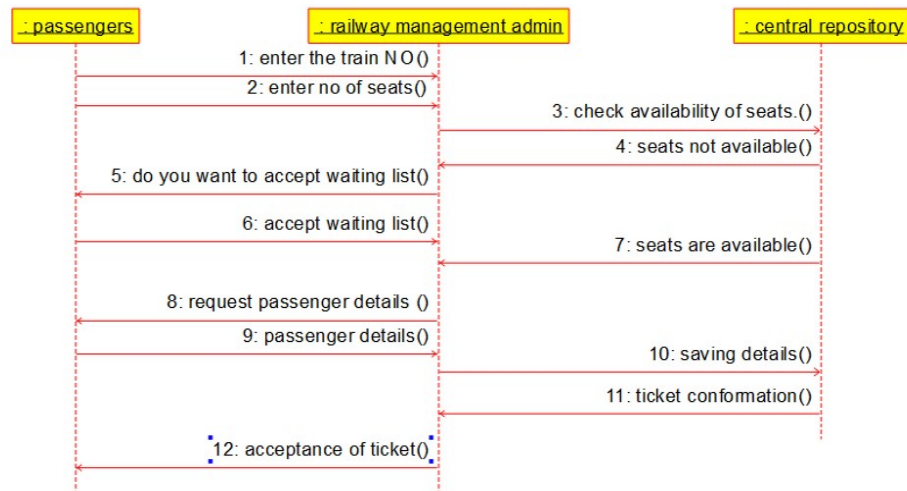 : passengers
: railway management admin
: central repository
1: enter the train NO()
2: enter no of seats()
3: check availability of seats.()
4: seats not available()
5: do you want to accept waiting list()
6: accept waiting list()
7: seats are available()
8: request passenger details ()
9: passenger details()
10: saving details()
11: ticket conformation()
12: acceptance of ticket()